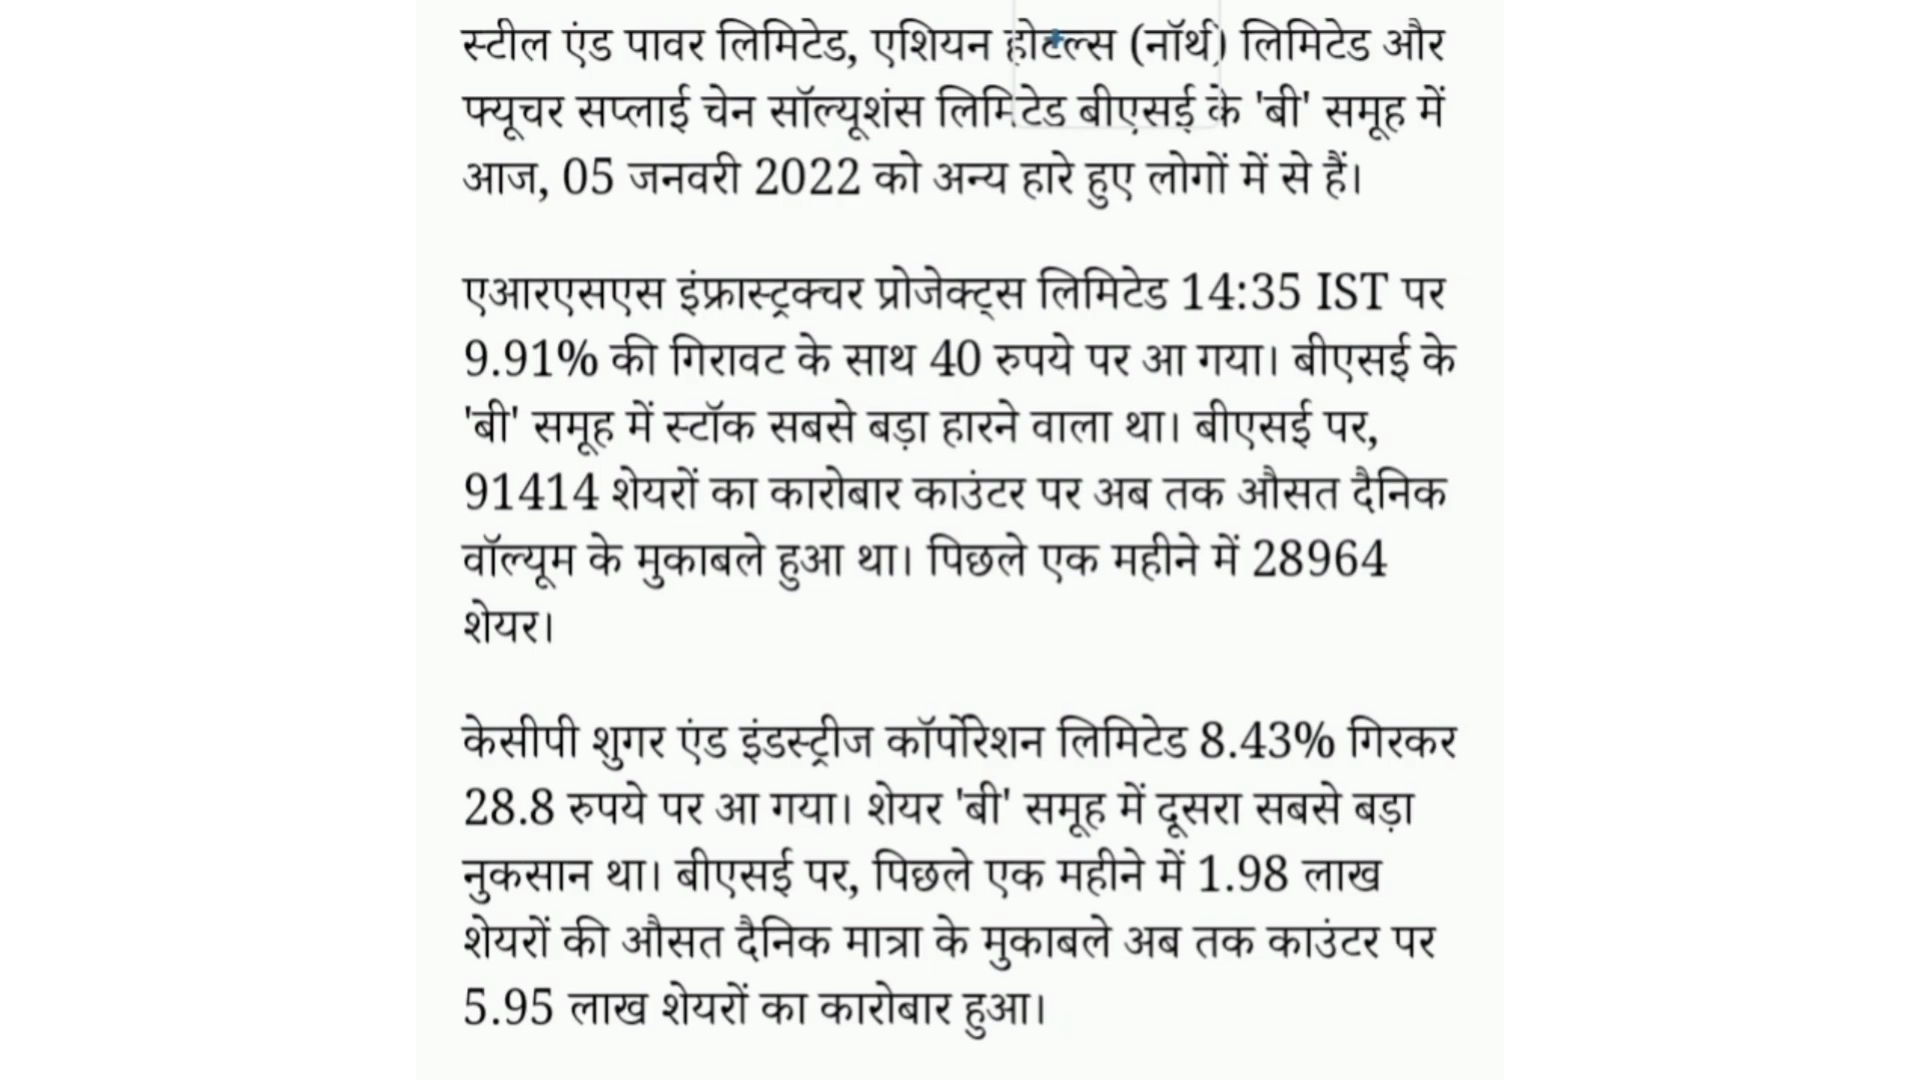 स्टील एंड पावर लिमिटेड, एशियन होटल्स (नॉर्थ) लिमिटेड और
फ्यूचर सप्लाई चेन सॉल्यूशंस लिमिटेड बीएसई के 'बी' समूह में
आज, 05 जनवरी 2022 को अन्य हारे हुए लोगों में से हैं।
एआरएसएस इंफ्रास्ट्रक्चर प्रोजेक्ट्स लिमिटेड 14:35 IST पर
9.91% की गिरावट के साथ 40 रुपये पर आ गया। बीएसई के
'बी' समूह में स्टॉक सबसे बड़ा हारने वाला था। बीएसई पर,
91414 शेयरों का कारोबार काउंटर पर अब तक औसत दैनिक
वॉल्यूम के मुकाबले हुआ था। पिछले एक महीने में 28964
शेयर।
केसीपी शुगर एंड इंडस्ट्रीज कॉर्पोरेशन लिमिटेड 8.43% गिरकर
28.8 रुपये पर आ गया। शेयर 'बी' समूह में दूसरा सबसे बड़ा
नुकसान था। बीएसई पर, पिछले एक महीने में 1.98 लाख
शेयरों की औसत दैनिक मात्रा के मुकाबले अब तक काउंटर पर
5.95 लाख शेयरों का कारोबार हुआ।